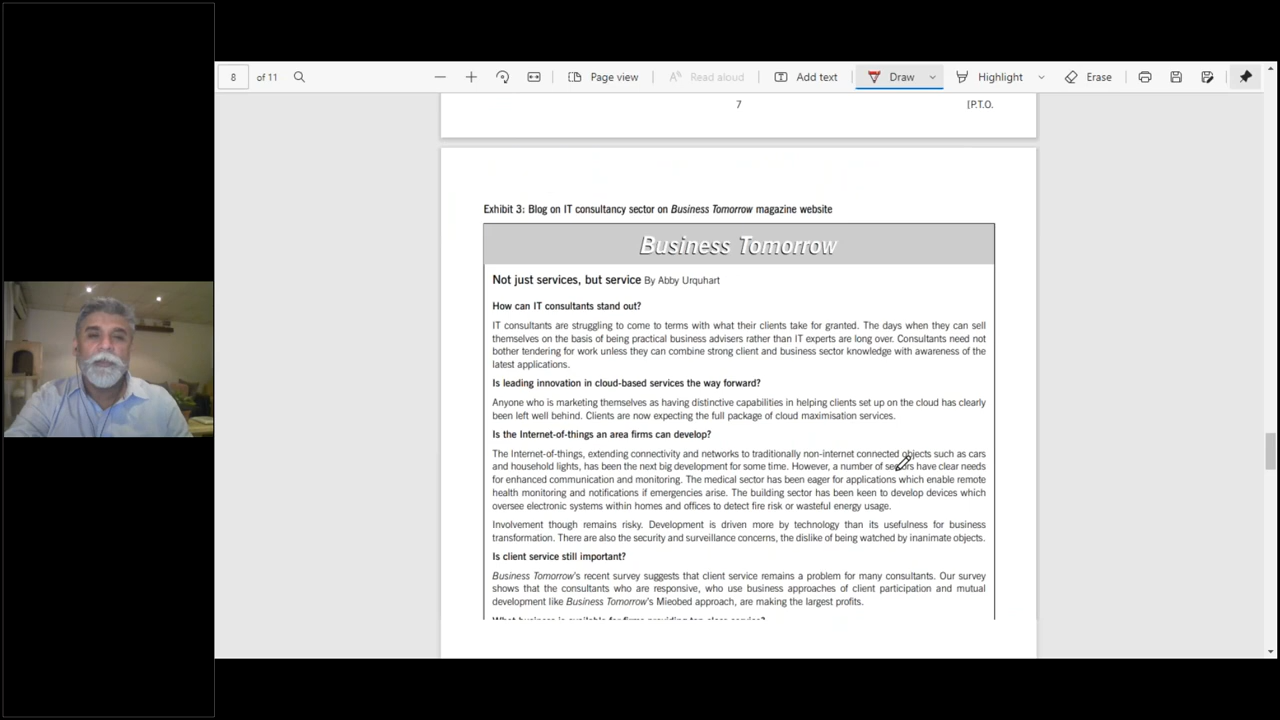 8 of 11 Page view Read aloud Add text Draw Highlight Erase
7 [P.T.O.
Exhibit 3: Blog on IT consultancy sector on Business Tomorrow magazine website
Business Tomorrow
Not just services, but service By Abby Urquhart
How can IT consultants stand out?
IT consultants are struggling to come to terms with what their clients take for granted. The days when they can sell
themselves on the basis of being practical business advisers rather than IT experts are long over. Consultants need not
bother tendering for work unless they can combine strong client and business sector knowledge with awareness of the
latest applications.
Is leading innovation in cloud-based services the way forward?
Anyone who is marketing themselves as having distinctive capabilities in helping clients set up on the cloud has clearly
been left well behind. Clients are now expecting the full package of cloud maximisation services.
Is the Internet-of-things an area firms can develop?
The Internet-of-things, extending connectivity and networks to traditionally non-internet connected objects such as cars
and household lights, has been the next big development for some time. However, a number of sectors have clear needs
for enhanced communication and monitoring. The medical sector has been eager for applications which enable remote
health monitoring and notifications if emergencies arise. The building sector has been keen to develop devices which
oversee electronic systems within homes and offices to detect fire risk or wasteful energy usage.
Involvement though remains risky. Development is driven more by technology than its usefulness for business
transformation. There are also the security and surveillance concerns, the dislike of being watched by inanimate objects.
Is client service still important?
Business Tomorrow's recent survey suggests that client service remains a problem for many consultants. Our survey
shows that the consultants who are responsive, who use business approaches of client participation and mutual
development like Business Tomorrow's Mieobed approach, are making the largest profits.
What business is available for firms providing top class service?